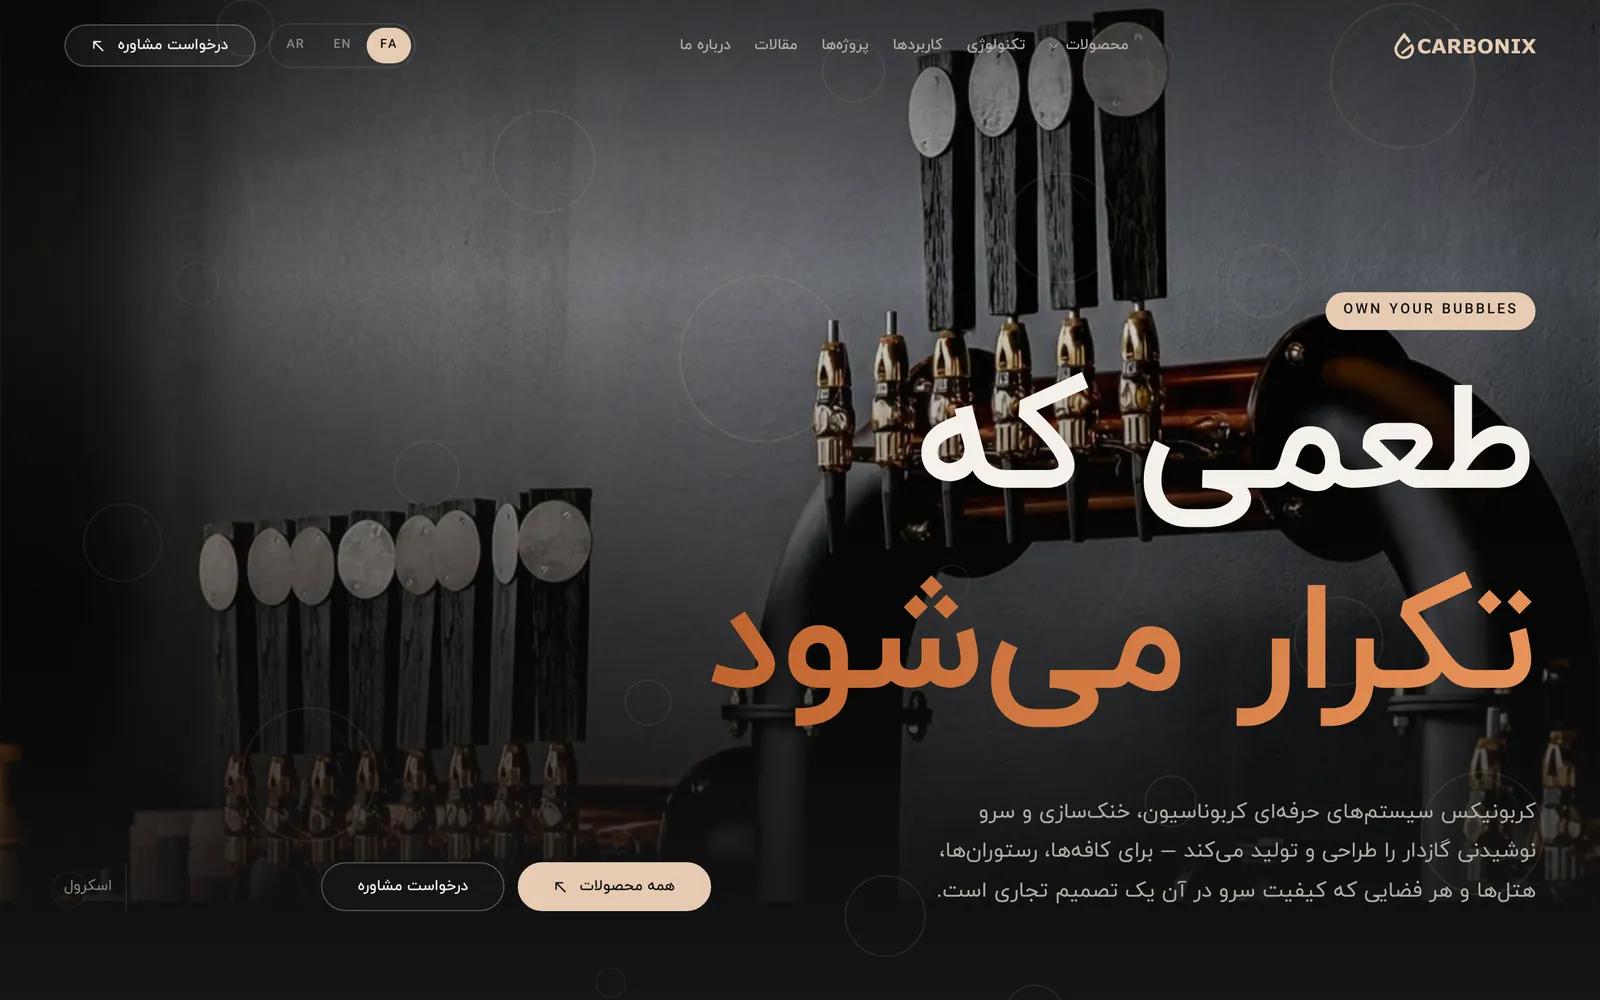 CARBONIX
محصولات
تکنولوژی
کاربردها
پروژه‌ها
مقالات
درباره ما
FA
EN
AR
درخواست مشاوره
OWN YOUR BUBBLES
طعمی که
تکرار می‌شود
کربونیکس سیستم‌های حرفه‌ای کربوناسیون، خنک‌سازی و سرو
نوشیدنی گازدار را طراحی و تولید می‌کند — برای کافه‌ها، رستوران‌ها،
هتل‌ها و هر فضایی که کیفیت سرو در آن یک تصمیم تجاری است.
همه محصولات
درخواست مشاوره
اسکرول